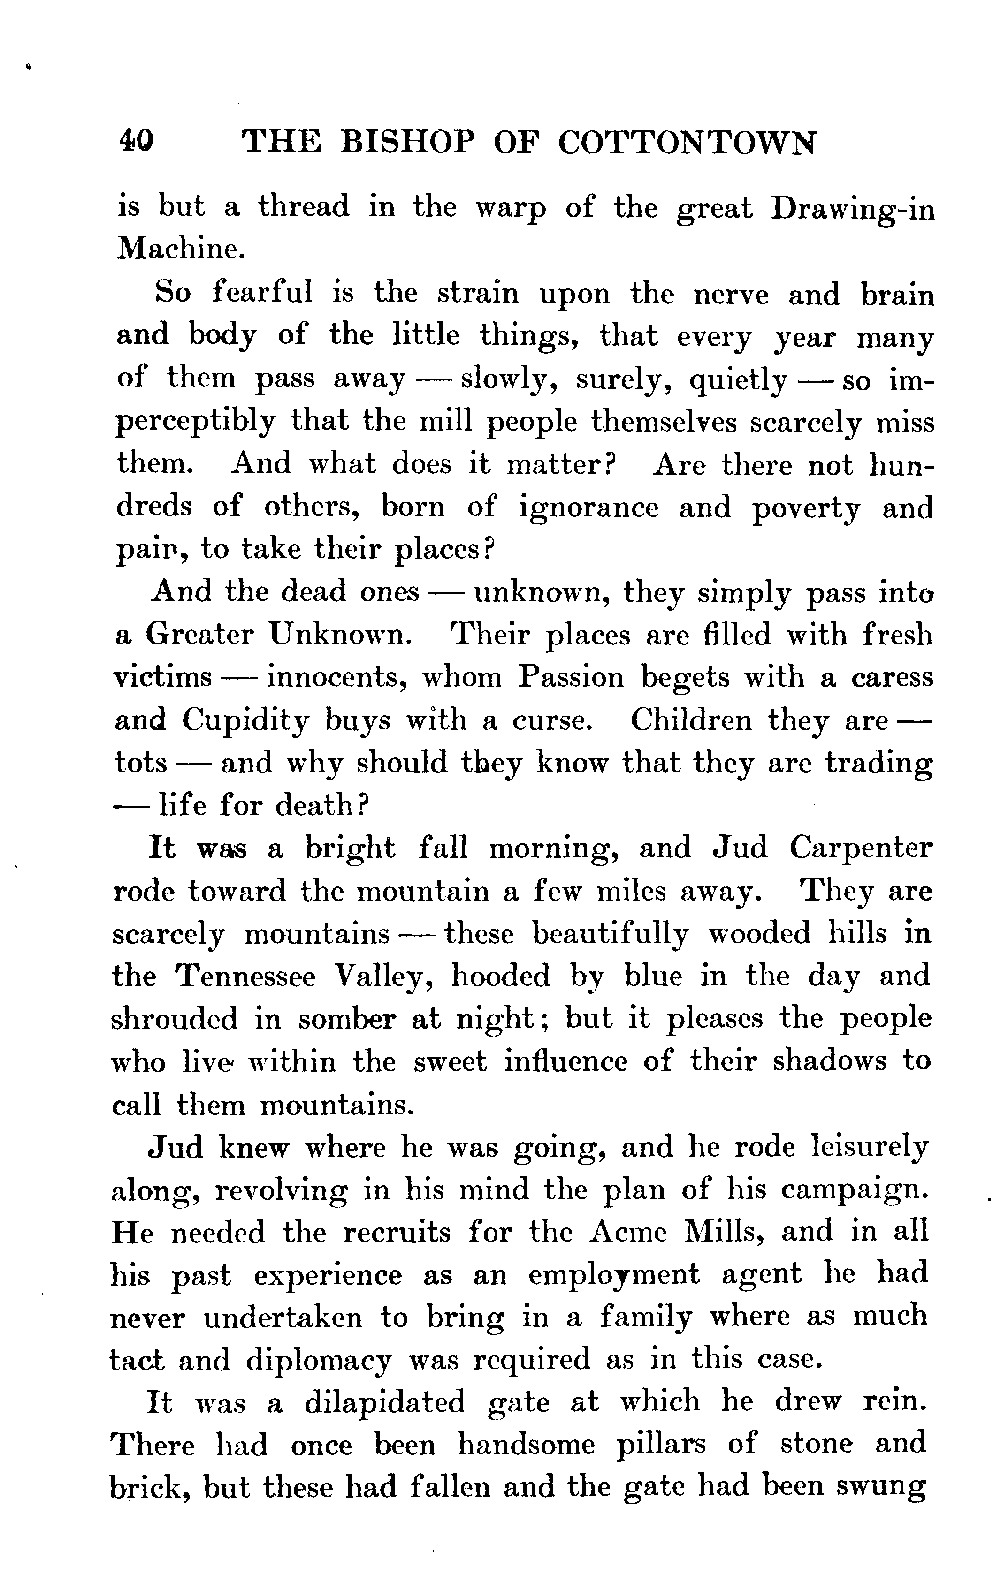 40 THE BISHOP OF COTTONTOWN
is but a thread in the warp of the great Drawing-in
Machine.
So fearful is the strain upon the nerve and brain
and body of the little things, that every year many
of them pass away — slowly, surely, quietly — so im-
perceptibly that the mill people themselves scarcely miss
them. And what does it matter? Are there not hun-
dreds of others, born of ignorance and poverty and
pain, to take their places?
And the dead ones — unknown, they simply pass into
a Greater Unknown. Their places are filled with fresh
victims — innocents, whom Passion begets with a caress
and Cupidity buys with a curse. Children they are —
tots — and why should they know that they are trading
— life for death?
It was a bright fall morning, and Jud Carpenter
rode toward the mountain a few miles away. They are
scarcely mountains — these beautifully wooded hills in
the Tennessee Valley, hooded by blue in the day and
shrouded in somber at night; but it pleases the people
who live within the sweet influence of their shadows to
call them mountains.
Jud knew where he was going, and he rode leisurely
along, revolving in his mind the plan of his campaign.
He needed the recruits for the Acme Mills, and in all
his past experience as an employment agent he had
never undertaken to bring in a family where as much
tact and diplomacy was required as in this case.
It was a dilapidated gate at which he drew rein.
There had once been handsome pillars of stone and
brick, but these had fallen and the gate had been swung